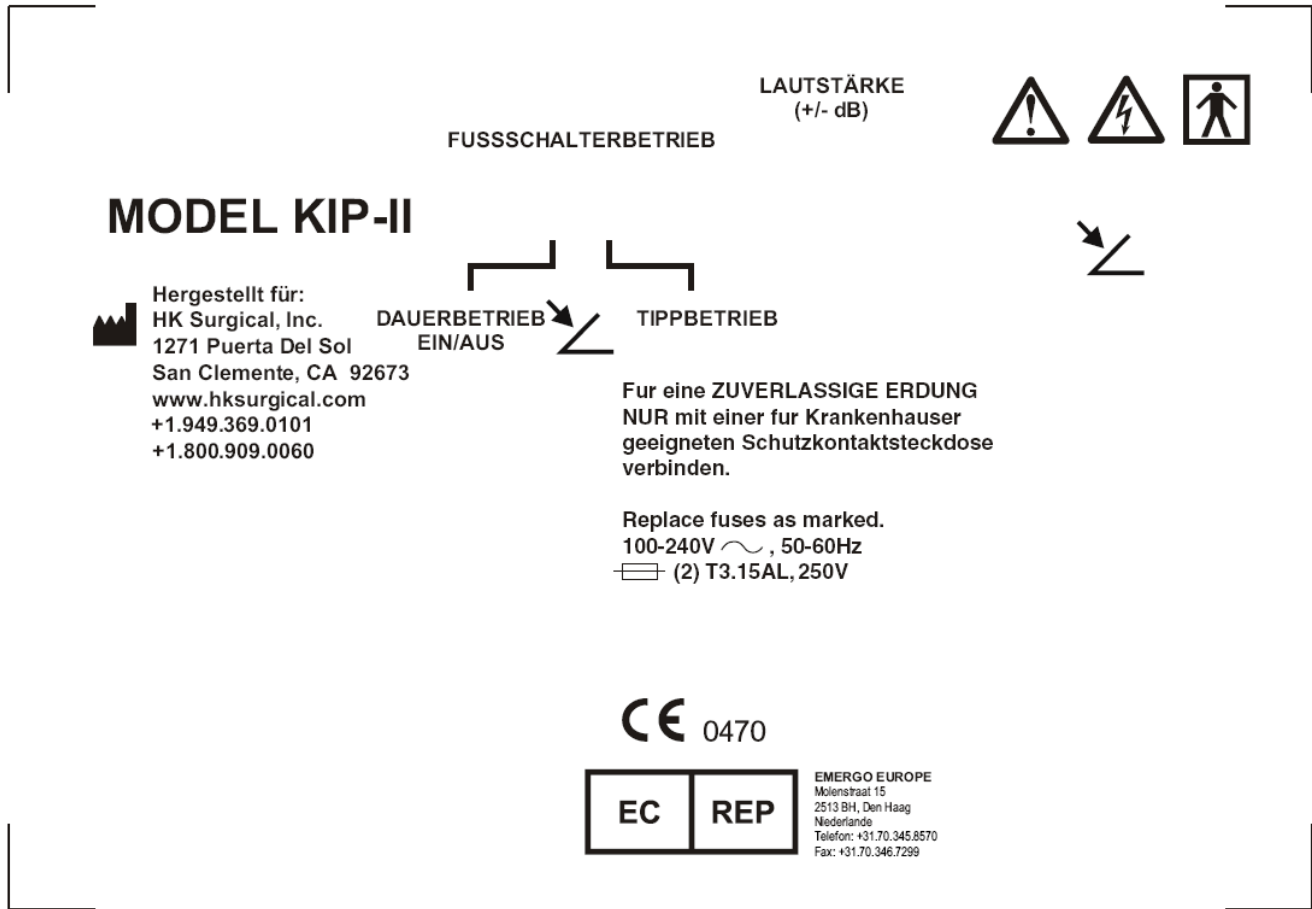 LAUTSTÄRKE
(+/- dB)
FUSSSCHALTERBETRIEB
MODEL KIP-II
Hergestellt für:
HK Surgical, Inc.
1271 Puerta Del Sol
San Clemente, CA 92673
www.hksurgical.com
+1.949.369.0101
+1.800.909.0060
DAUERBETRIEB
EIN/AUS
TIPPBETRIEB
Fur eine ZUVERLASSIGE ERDUNG
NUR mit einer fur Krankenhauser
geeigneten Schutzkontaktsteckdose
verbinden.
Replace fuses as marked.
100-240V , 50-60Hz
(2) T3.15AL, 250V
CE 0470
EC REP
EMERGO EUROPE
Molenstraat 15
2513 BH, Den Haag
Niederlande
Telefon: +31.70.345.8570
Fax: +31.70.346.7299